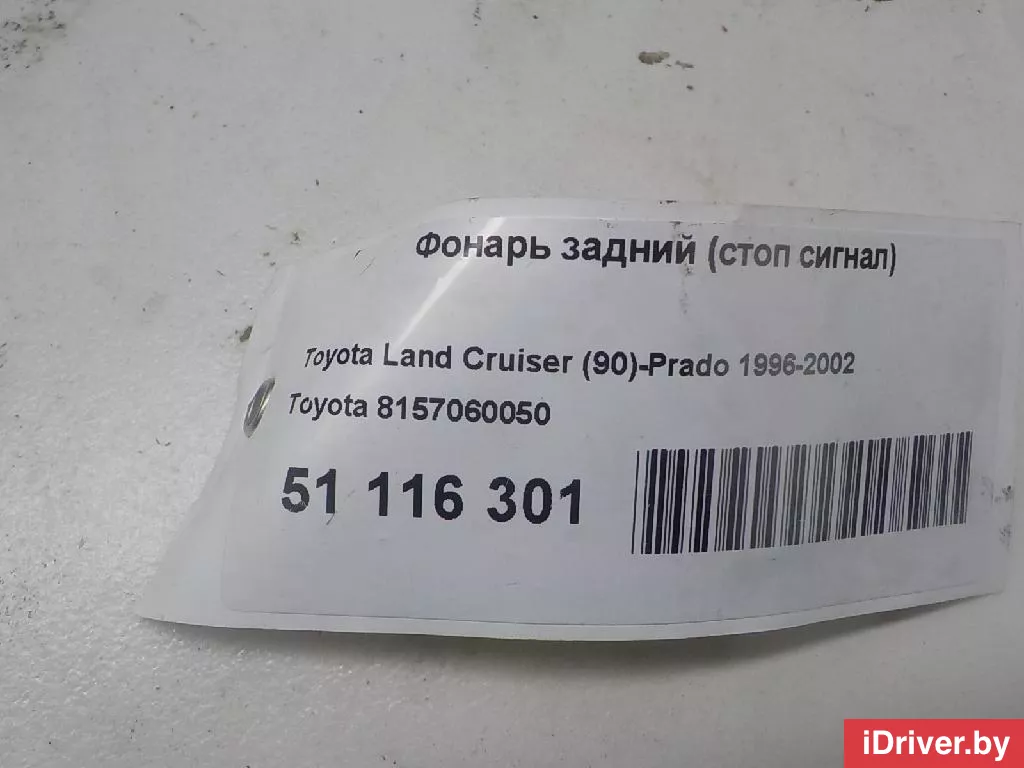 Фонарь задний (стоп сигнал)
Toyota Land Cruiser (90)-Prado 1996-2002
Toyota 8157060050
51 116 301
iDriver.by